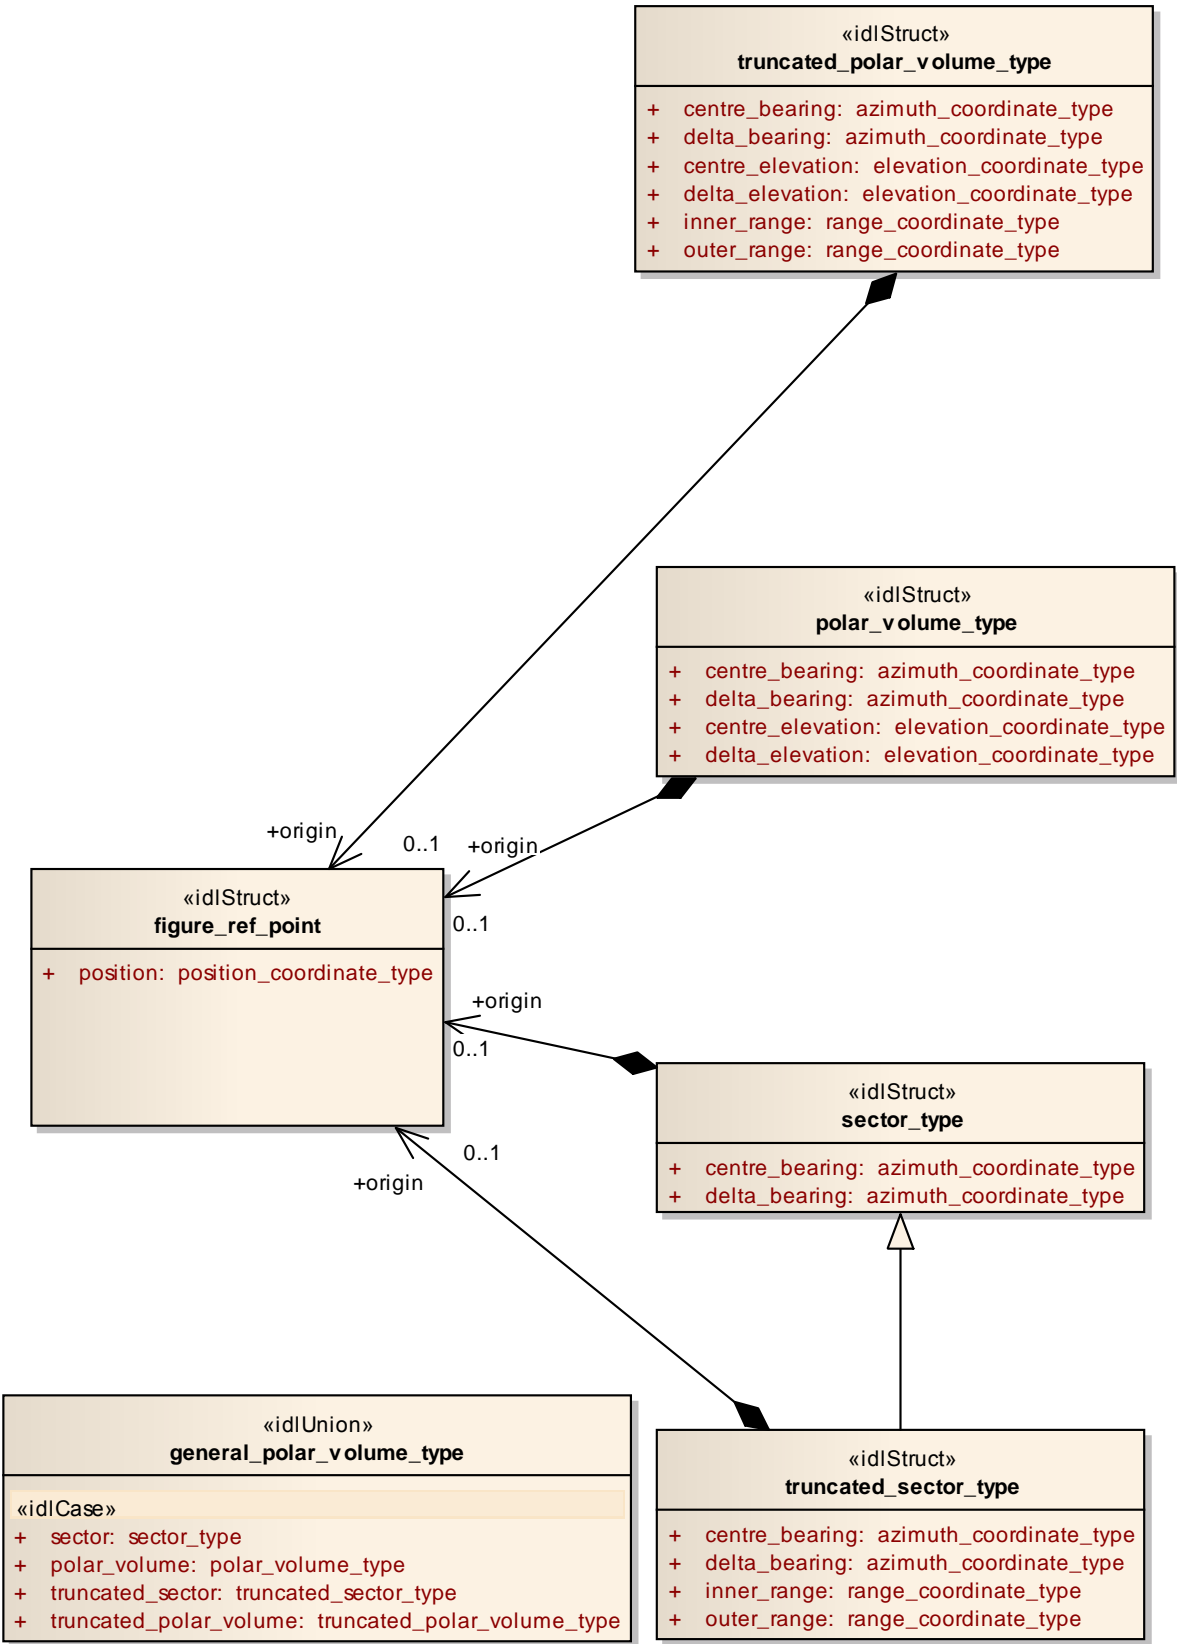 «idlStruct»
truncated_polar_volume_type
+ centre_bearing: azimuth_coordinate_type
+ delta_bearing: azimuth_coordinate_type
+ centre_elevation: elevation_coordinate_type
+ delta_elevation: elevation_coordinate_type
+ inner_range: range_coordinate_type
+ outer_range: range_coordinate_type
«idlStruct»
polar_volume_type
+ centre_bearing: azimuth_coordinate_type
+ delta_bearing: azimuth_coordinate_type
+ centre_elevation: elevation_coordinate_type
+ delta_elevation: elevation_coordinate_type
+origin
0..1
+origin
0..1
«idlStruct»
figure_ref_point
+ position: position_coordinate_type
+origin
0..1
«idlStruct»
sector_type
+ centre_bearing: azimuth_coordinate_type
+ delta_bearing: azimuth_coordinate_type
0..1
+origin
«idlUnion»
general_polar_volume_type
«idlCase»
+ sector: sector_type
+ polar_volume: polar_volume_type
+ truncated_sector: truncated_sector_type
+ truncated_polar_volume: truncated_polar_volume_type
«idlStruct»
truncated_sector_type
+ centre_bearing: azimuth_coordinate_type
+ delta_bearing: azimuth_coordinate_type
+ inner_range: range_coordinate_type
+ outer_range: range_coordinate_type